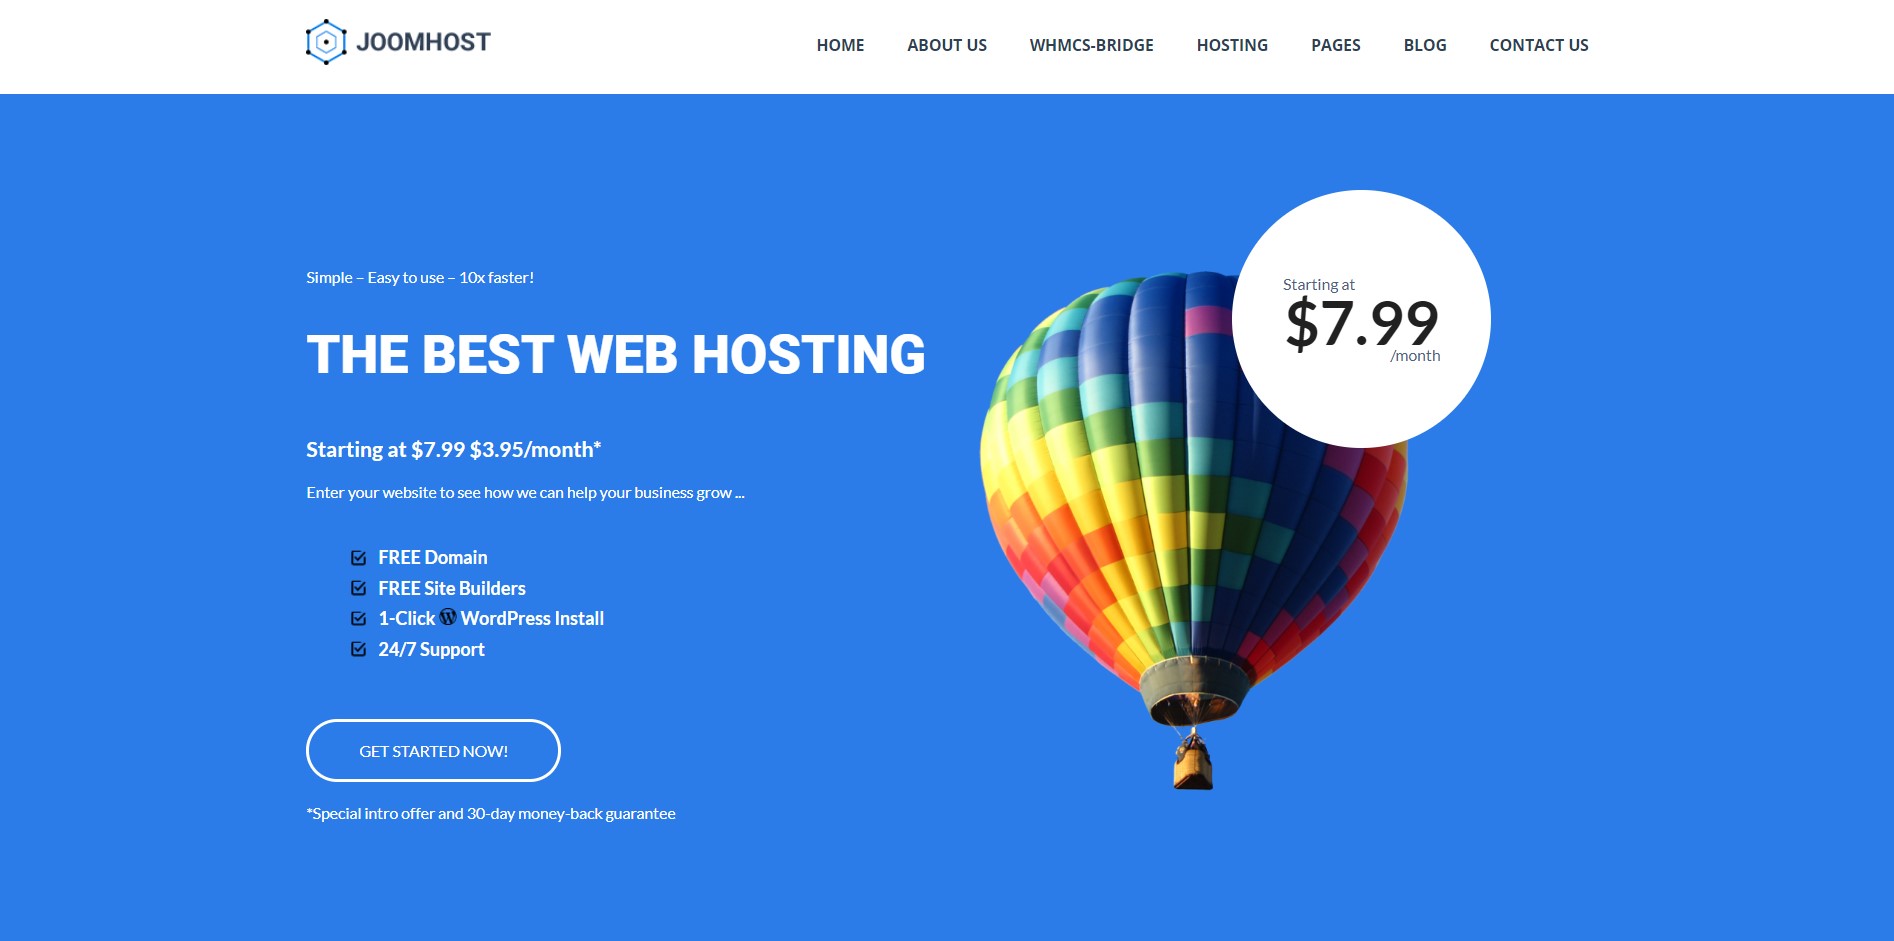 JOOMHOST
HOME ABOUT US WHMCS-BRIDGE HOSTING PAGES BLOG CONTACT US
Simple – Easy to use – 10x faster!
THE BEST WEB HOSTING
Starting at $7.99 $3.95/month*
Enter your website to see how we can help your business grow ...
FREE Domain
FREE Site Builders
1-Click WordPress Install
24/7 Support
GET STARTED NOW!
*Special intro offer and 30-day money-back guarantee
Starting at
$7.99
/month